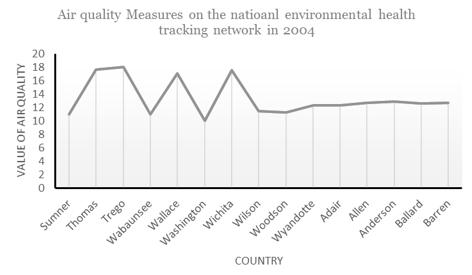 Air quality Measures on the natioanl environmental health
tracking network in 2004
VALUE OF AIR QUALITY
20
18
16
14
12
10
8
6
4
2
0
Sumner
Thomas
Trego
Wabaunsee
Wallace
Washington
Wichita
Wilson
Woodson
Wyandotte
Adair
Allen
Anderson
Ballard
Barren
COUNTRY